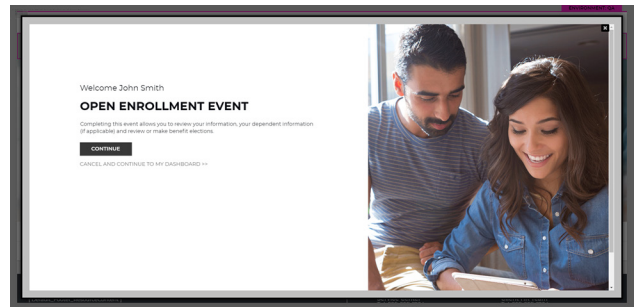 Welcome John Smith
OPEN ENROLLMENT EVENT
Completing this event allows you to review your information, your dependent information
(if applicable) and review or make benefit elections.
CONTINUE
CANCEL AND CONTINUE TO MY DASHBOARD >>